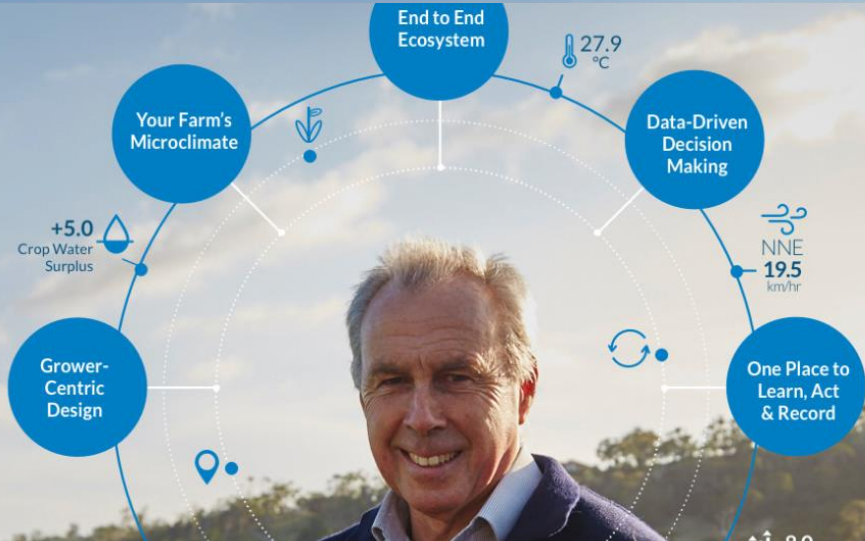 End to End
Ecosystem
27.9
°C
Your Farm's
Microclimate
Data-Driven
Decision
Making
+5.0
Crop Water
Surplus
NNE
19.5
km/hr
Grower-
Centric
Design
One Place to
Learn, Act
& Record